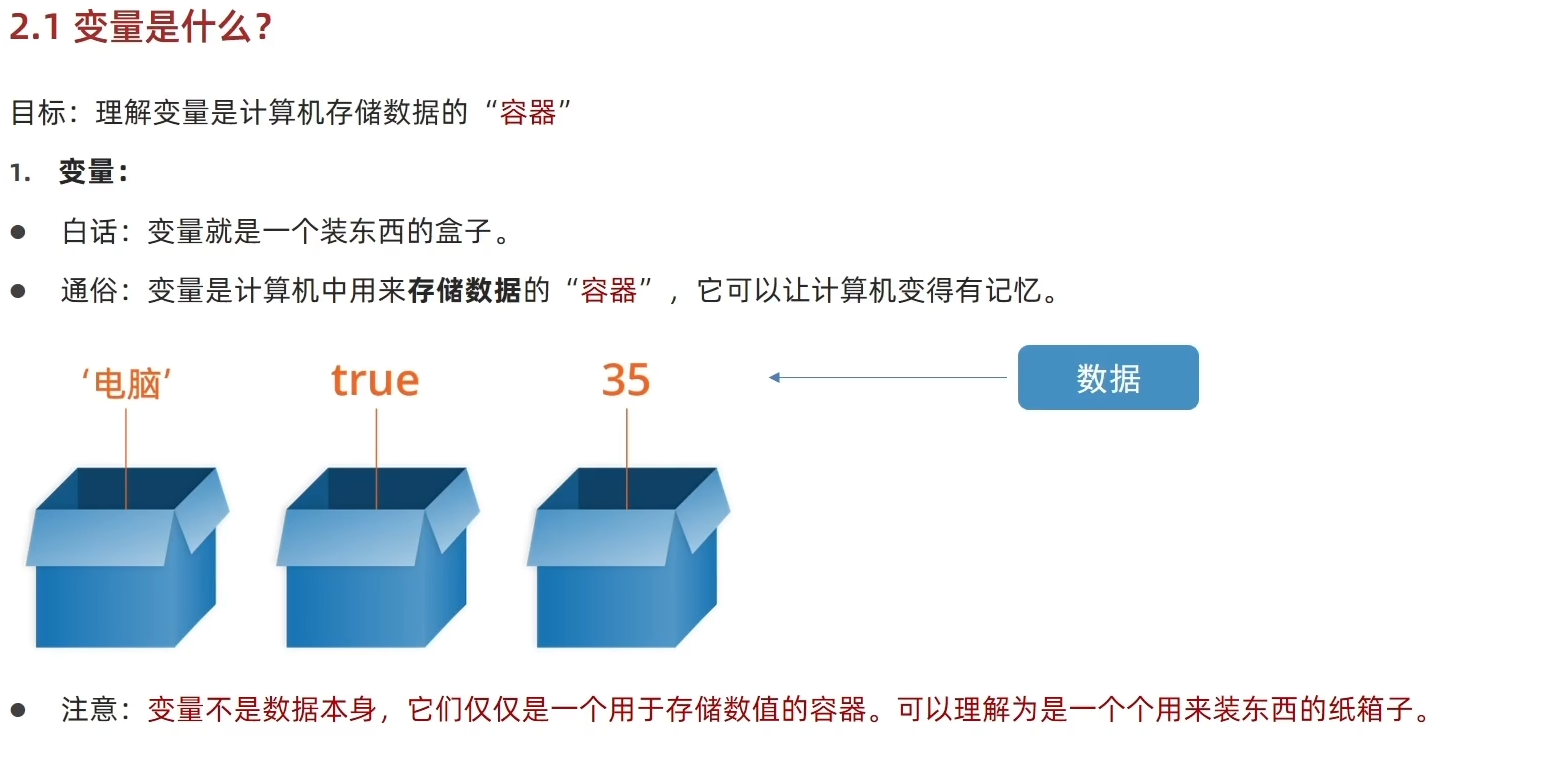 2.1 变量是什么？
目标：理解变量是计算机存储数据的“容器”
1. 变量：
● 白话：变量就是一个装东西的盒子。
● 通俗：变量是计算机中用来存储数据的“容器”，它可以让计算机变得有记忆。
‘电脑’ true 35 数据
● 注意：变量不是数据本身，它们仅仅是一个用于存储数值的容器。可以理解为是一个个用来装东西的纸箱子。